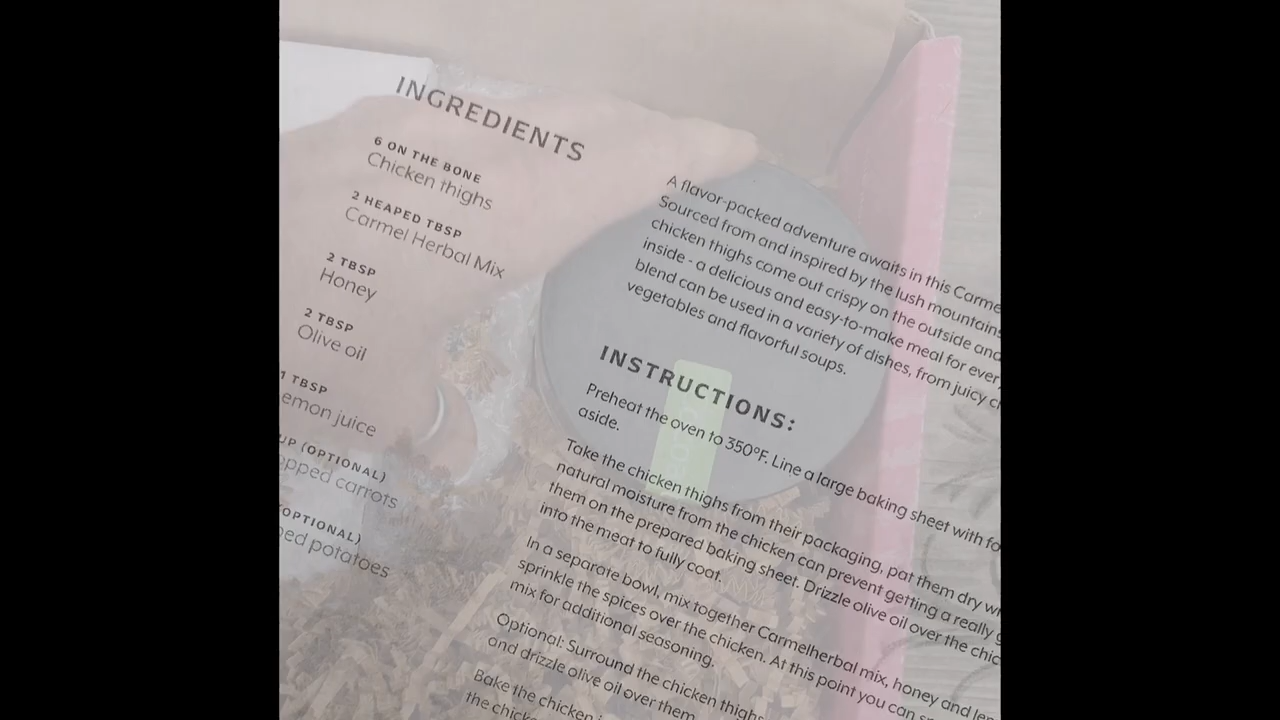 INGREDIENTS
6 ON THE BONE
Chicken thighs
2 HEAPED TBSP
Carmel Herbal Mix
2 TBSP
Honey
2 TBSP
Olive oil
1 TBSP
emon juice
UP (OPTIONAL)
opped carrots
OPTIONAL)
ped potatoes
A flavor-packed adventure awaits in this Carme
Sourced from and inspired by the lush mountains
chicken thighs come out crispy on the outside and
inside - a delicious and easy-to-make meal for ever
blend can be used in a variety of dishes, from juicy c
vegetables and flavorful soups.
INSTRUCTIONS:
Preheat the oven to 350°F. Line a large baking sheet with fo
aside.
Take the chicken thighs from their packaging, pat them dry w
natural moisture from the chicken can prevent getting a really
them on the prepared baking sheet. Drizzle olive oil over the chic
into the meat to fully coat.
In a separate bowl, mix together Carmelherbal mix, honey and lem
sprinkle the spices over the chicken. At this point you can
mix for additional seasoning.
Optional: Surround the chicken thighs
and drizzle olive oil over them
Bake the chicken
the chicke